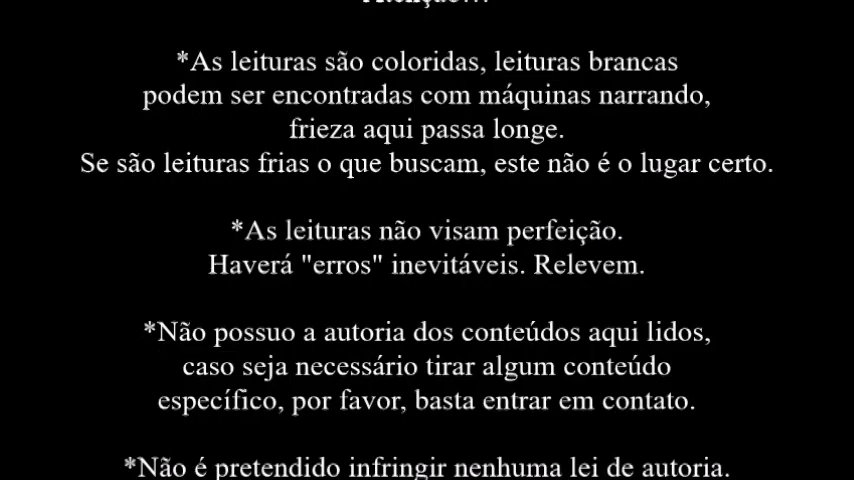 *As leituras são coloridas, leituras brancas
podem ser encontradas com máquinas narrando,
frieza aqui passa longe.
Se são leituras frias o que buscam, este não é o lugar certo.
*As leituras não visam perfeição.
Haverá "erros" inevitáveis. Relevem.
*Não possuo a autoria dos conteúdos aqui lidos,
caso seja necessário tirar algum conteúdo
específico, por favor, basta entrar em contato.
*Não é pretendido infringir nenhuma lei de autoria.